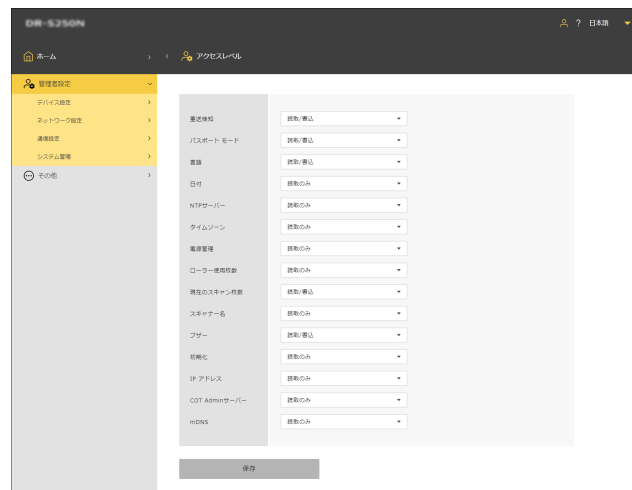 DR-S250N
? 日本語
ホーム
アクセスレベル
管理者設定
デバイス設定
ネットワーク設定
通信設定
システム管理
その他
重送検知 読取/書込
パスポート モード 読取/書込
言語 読取/書込
日付 読取のみ
NTPサーバー 読取のみ
タイムゾーン 読取のみ
電源管理 読取のみ
ローラー使用枚数 読取のみ
現在のスキャン枚数 読取/書込
スキャナー名 読取のみ
ブザー 読取/書込
初期化 読取のみ
IP アドレス 読取のみ
COT Adminサーバー 読取のみ
mDNS 読取のみ
保存